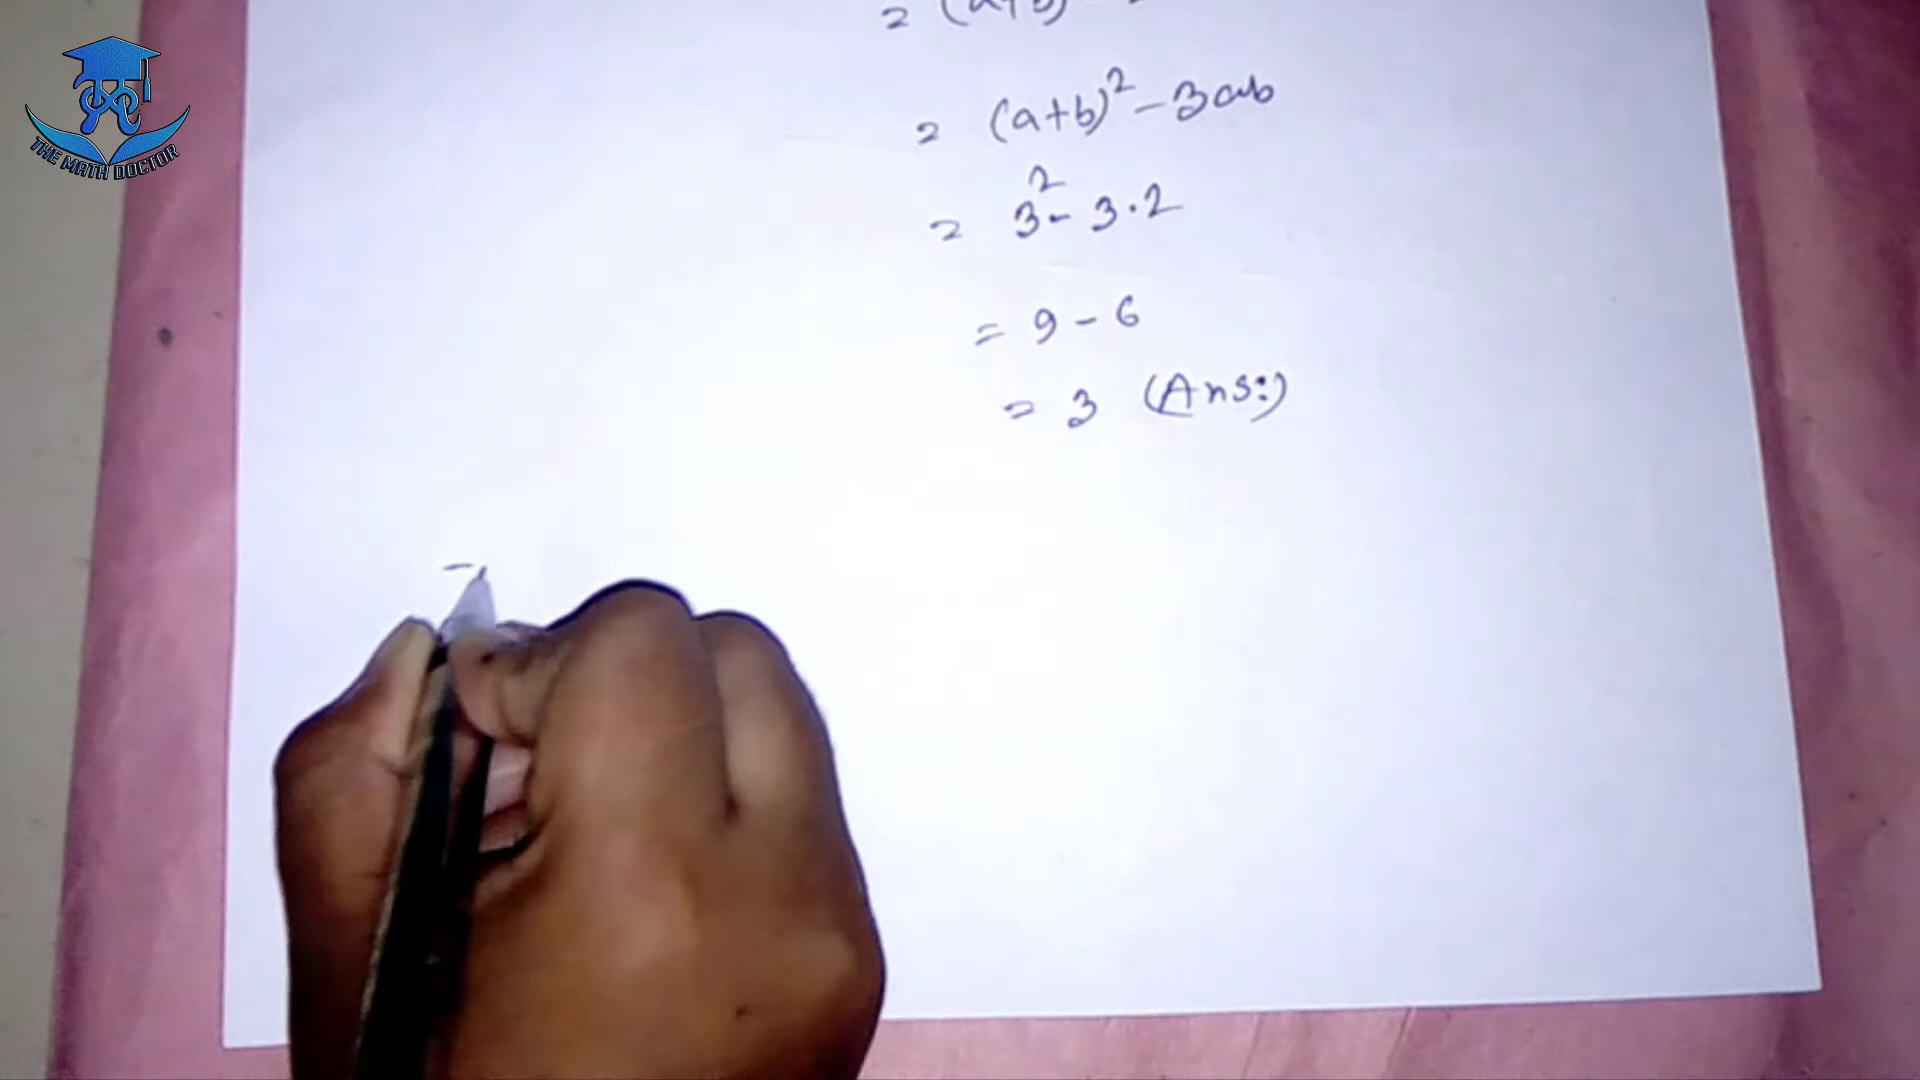 THE MATH DOCTOR
= (a+b)
= (a+b)² - 3ab
= 3² - 3.2
= 9 - 6
= 3 (Ans:)